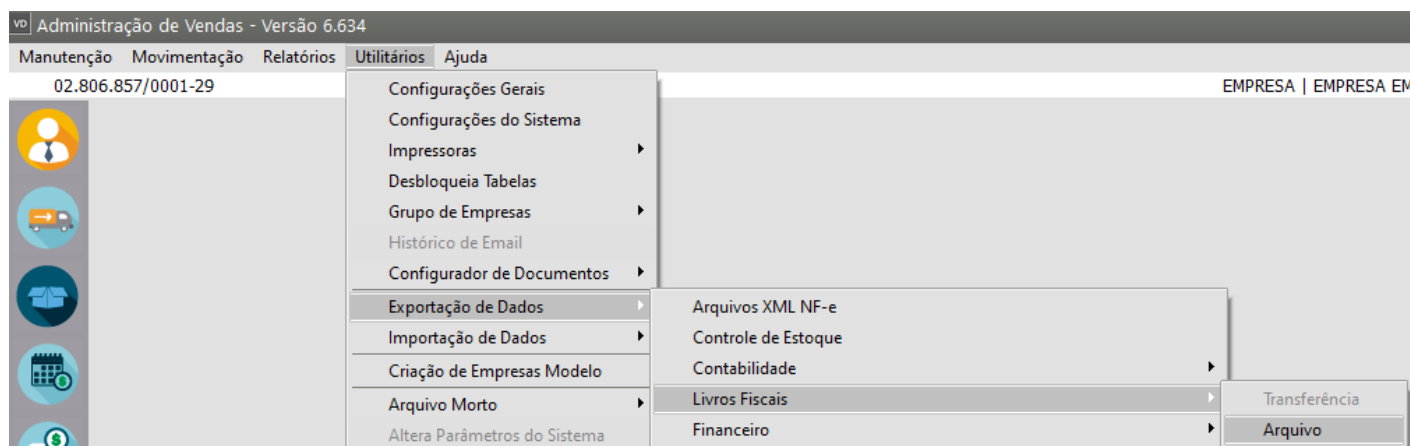 VD Administração de Vendas - Versão 6.634
Manutenção Movimentação Relatórios Utilitários Ajuda
02.806.857/0001-29 EMPRESA | EMPRESA EM
Configurações Gerais
Configurações do Sistema
Impressoras
Desbloqueia Tabelas
Grupo de Empresas
Histórico de Email
Configurador de Documentos
Exportação de Dados Arquivos XML NF-e
Importação de Dados Controle de Estoque
Criação de Empresas Modelo Contabilidade
Arquivo Morto Livros Fiscais Transferência
Altera Parâmetros do Sistema Financeiro Arquivo